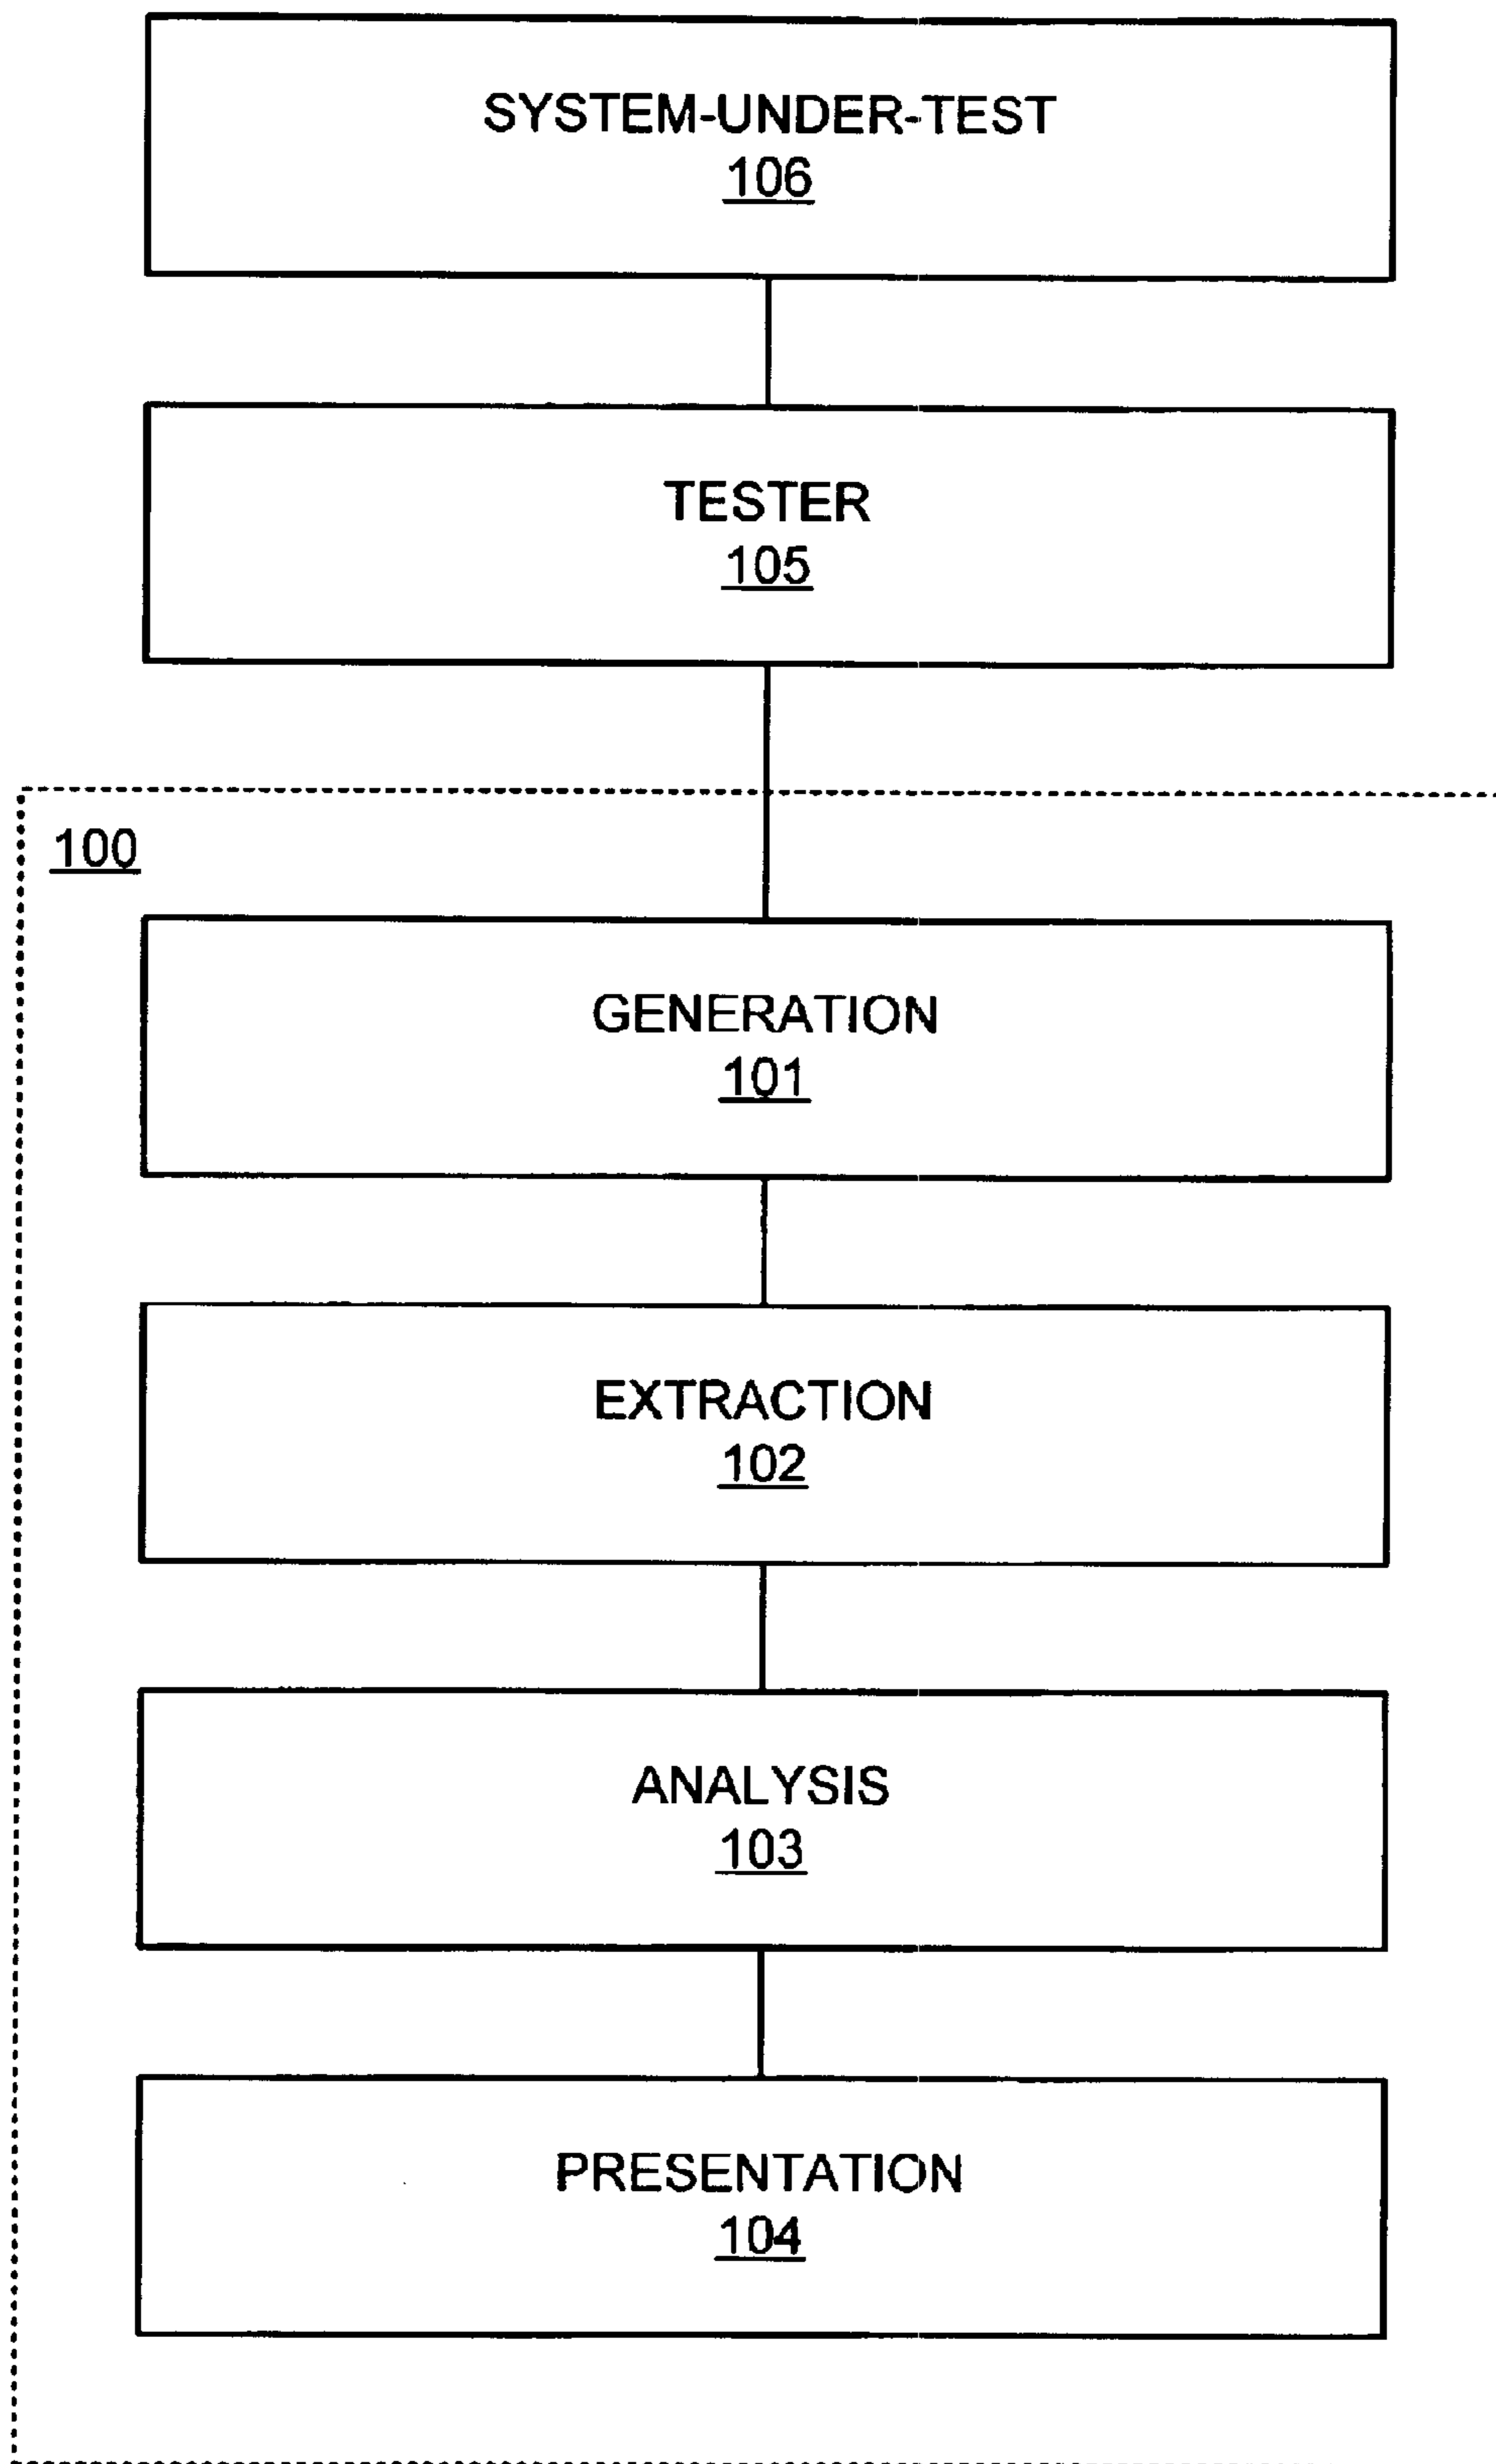 SYSTEM-UNDER-TEST
106
TESTER
105
100
GENERATION
101
EXTRACTION
102
ANALYSIS
103
PRESENTATION
104